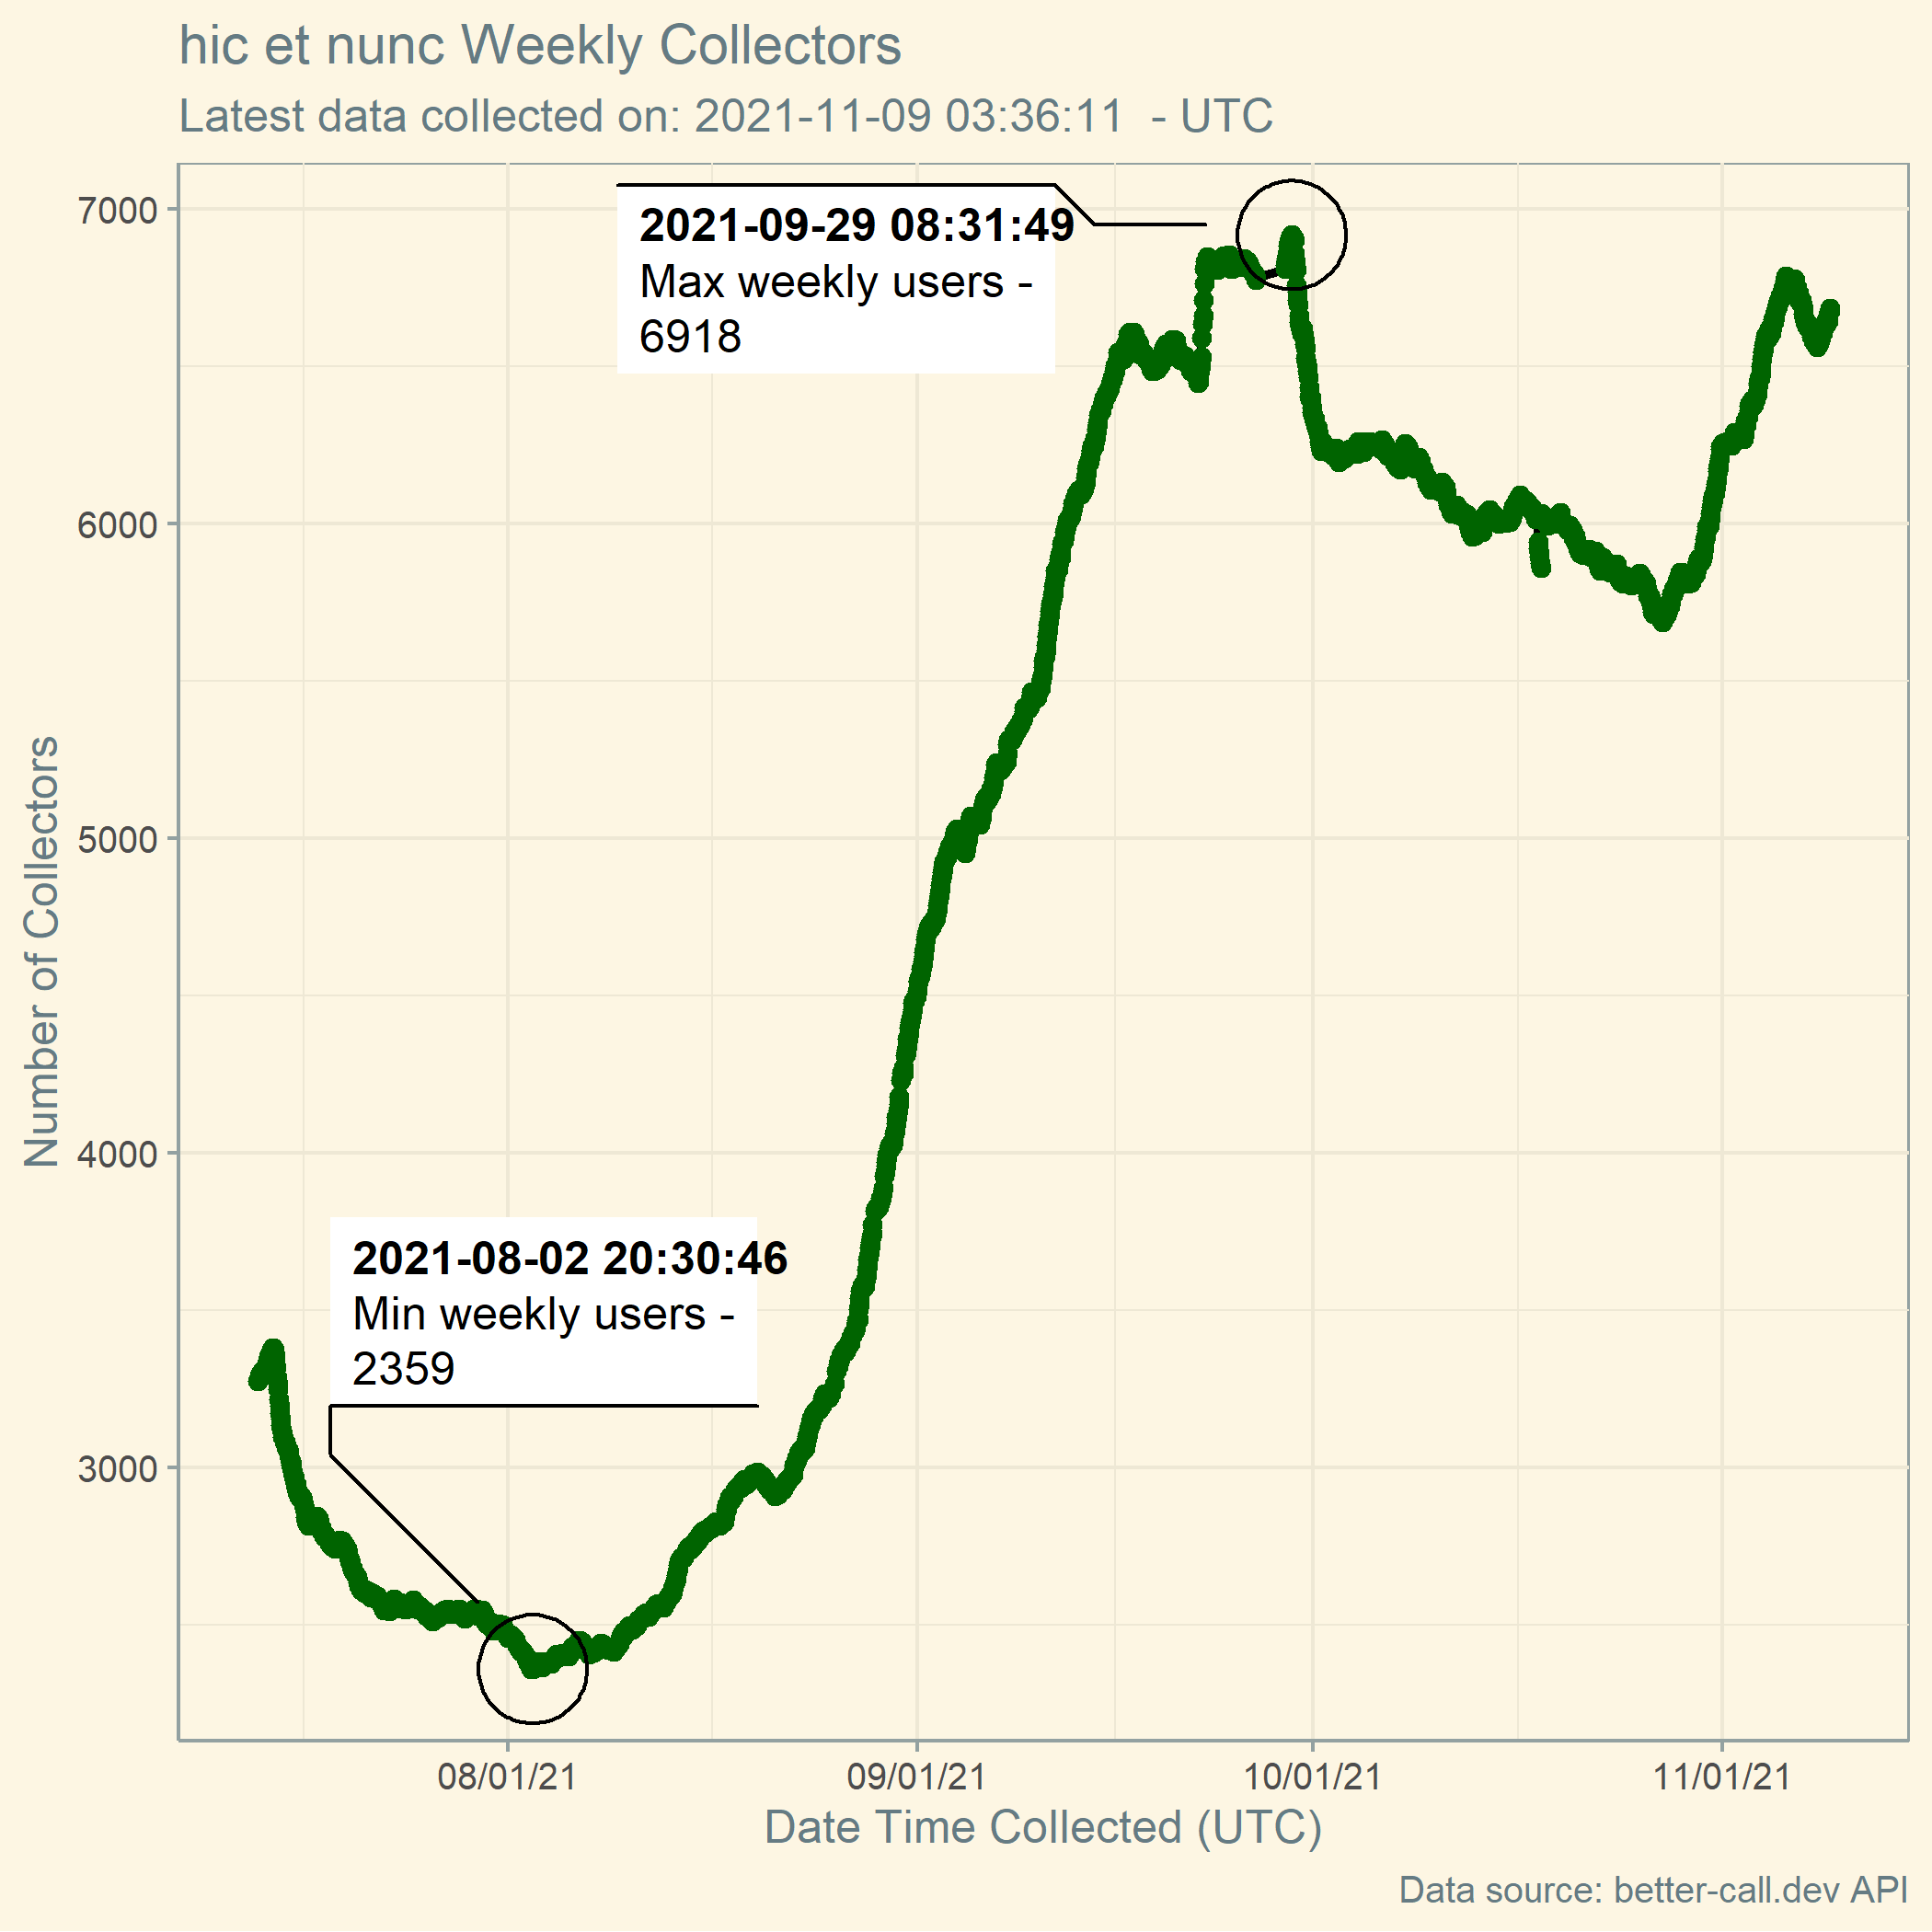 hic et nunc Weekly Collectors
Latest data collected on: 2021-11-09 03:36:11  - UTC
7000
6000
5000
4000
3000
Number of Collectors
2021-09-29 08:31:49
Max weekly users -
6918
2021-08-02 20:30:46
Min weekly users -
2359
08/01/21
09/01/21
10/01/21
11/01/21
Date Time Collected (UTC)
Data source: better-call.dev API